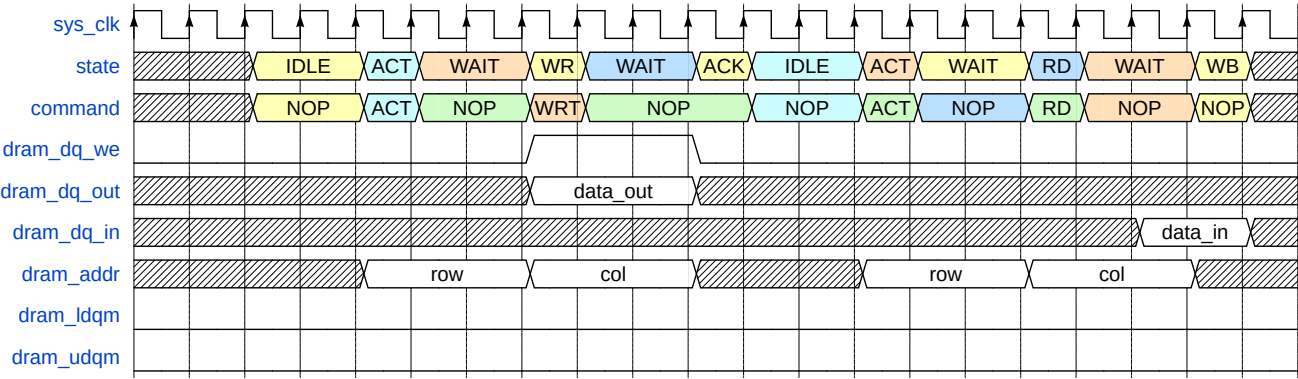 sys_clk
state IDLE ACT WAIT WR WAIT ACK IDLE ACT WAIT RD WAIT WB
command NOP ACT NOP WRT NOP NOP ACT NOP RD NOP NOP
dram_dq_we
dram_dq_out data_out
dram_dq_in data_in
dram_addr row col row col
dram_ldqm
dram_udqm